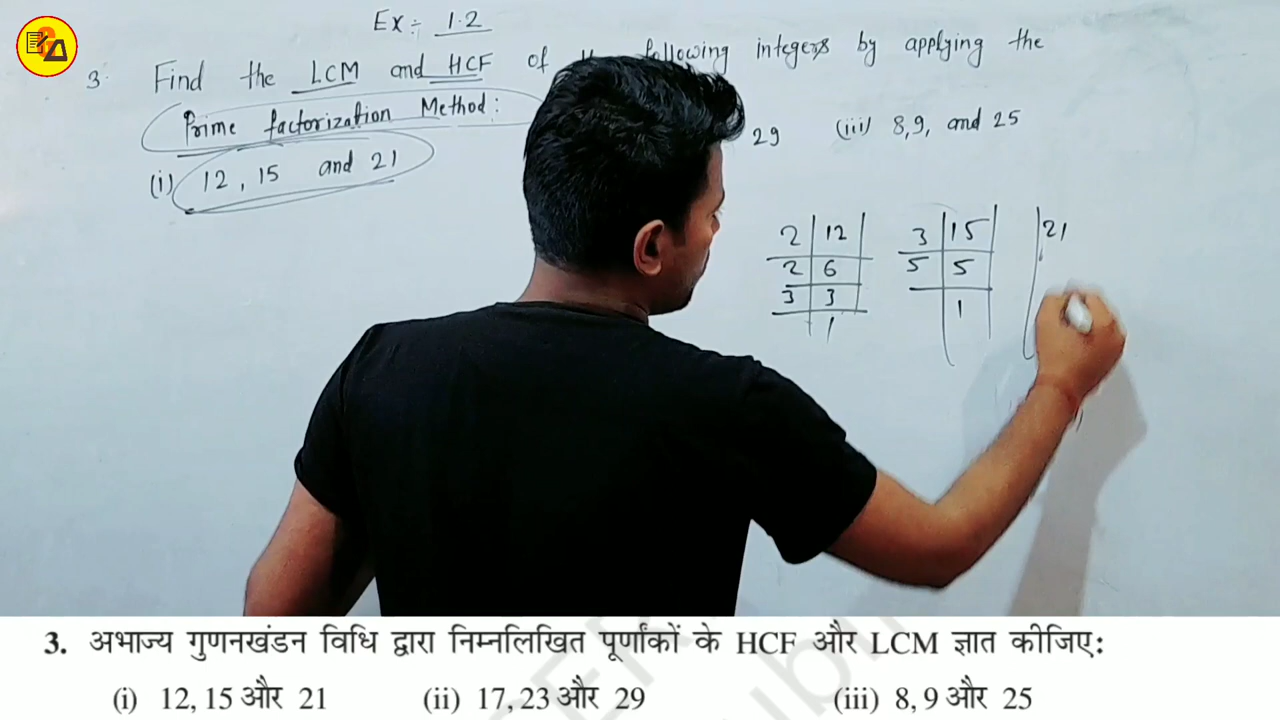 Ex ÷ 1.2
3. Find the LCM and HCF of following integers by applying the
Prime factorization Method:
29 (iii) 8,9, and 25
(i) 12, 15 and 21
2 12
2 6
3 3
1
3 15
5 5
1
21
3. अभाज्य गुणनखंडन विधि द्वारा निम्नलिखित पूर्णांकों के HCF और LCM ज्ञात कीजिए:
(i) 12, 15 और 21 (ii) 17, 23 और 29 (iii) 8, 9 और 25